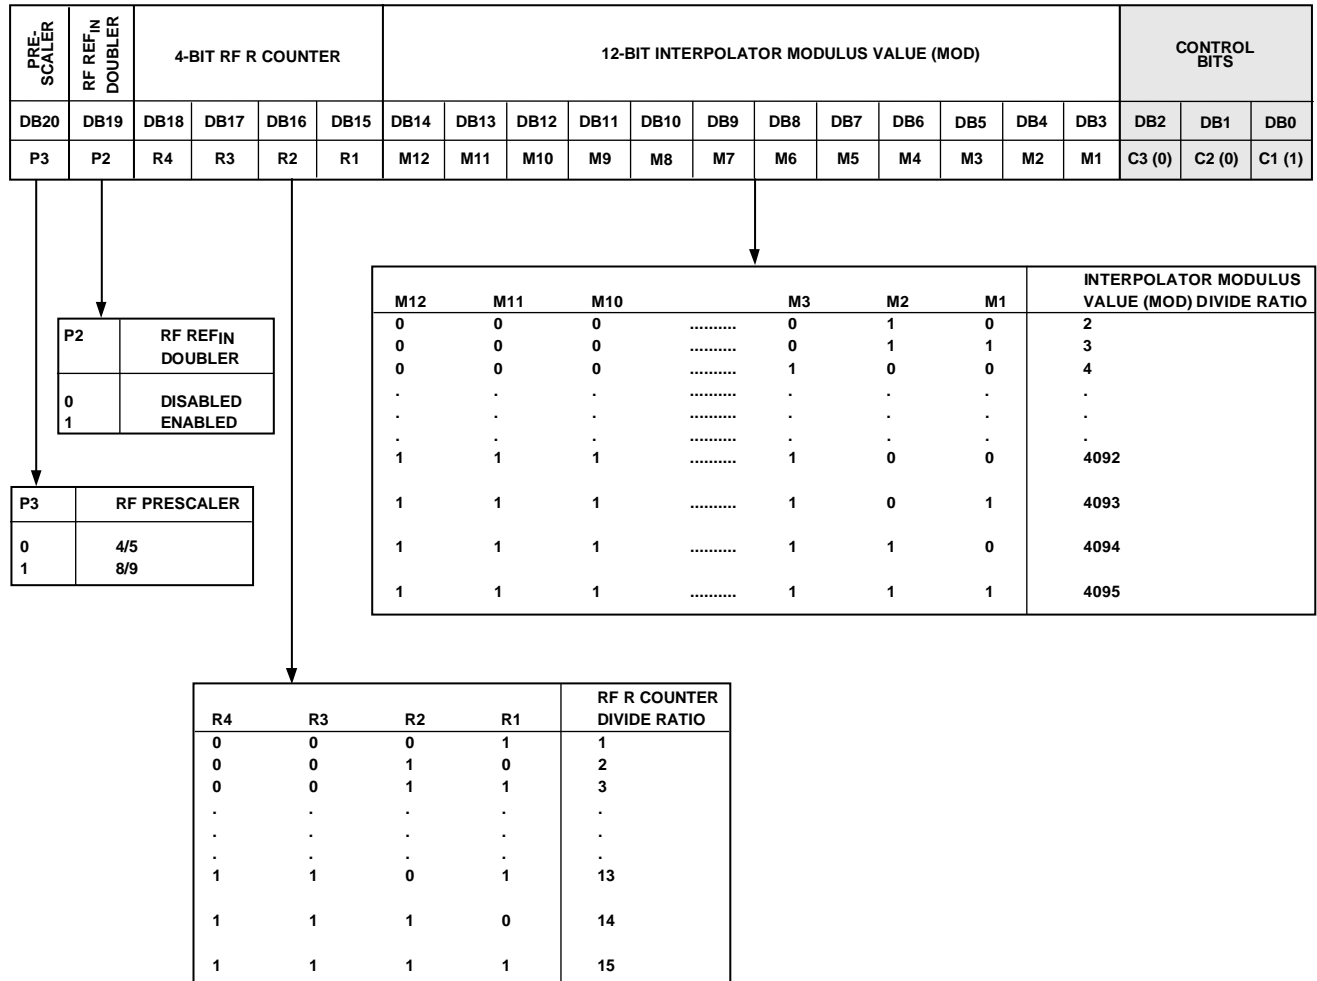 PRE-
SCALER
RF REFIN
DOUBLER
4-BIT RF R COUNTER
12-BIT INTERPOLATOR MODULUS VALUE (MOD)
CONTROL
BITS
DB20 DB19 DB18 DB17 DB16 DB15 DB14 DB13 DB12 DB11 DB10 DB9 DB8 DB7 DB6 DB5 DB4 DB3 DB2 DB1 DB0
P3 P2 R4 R3 R2 R1 M12 M11 M10 M9 M8 M7 M6 M5 M4 M3 M2 M1 C3 (0) C2 (0) C1 (1)
INTERPOLATOR MODULUS
M12 M11 M10 M3 M2 M1 VALUE (MOD) DIVIDE RATIO
0 0 0 .......... 0 1 0 2
0 0 0 .......... 0 1 1 3
0 0 0 .......... 1 0 0 4
. . . .......... . . . .
. . . .......... . . . .
. . . .......... . . . .
1 1 1 .......... 1 0 0 4092
1 1 1 .......... 1 0 1 4093
1 1 1 .......... 1 1 0 4094
1 1 1 .......... 1 1 1 4095
P2 RF REFIN
DOUBLER
0 DISABLED
1 ENABLED
P3 RF PRESCALER
0 4/5
1 8/9
RF R COUNTER
R4 R3 R2 R1 DIVIDE RATIO
0 0 0 1 1
0 0 1 0 2
0 0 1 1 3
. . . . .
. . . . .
. . . . .
1 1 0 1 13
1 1 1 0 14
1 1 1 1 15